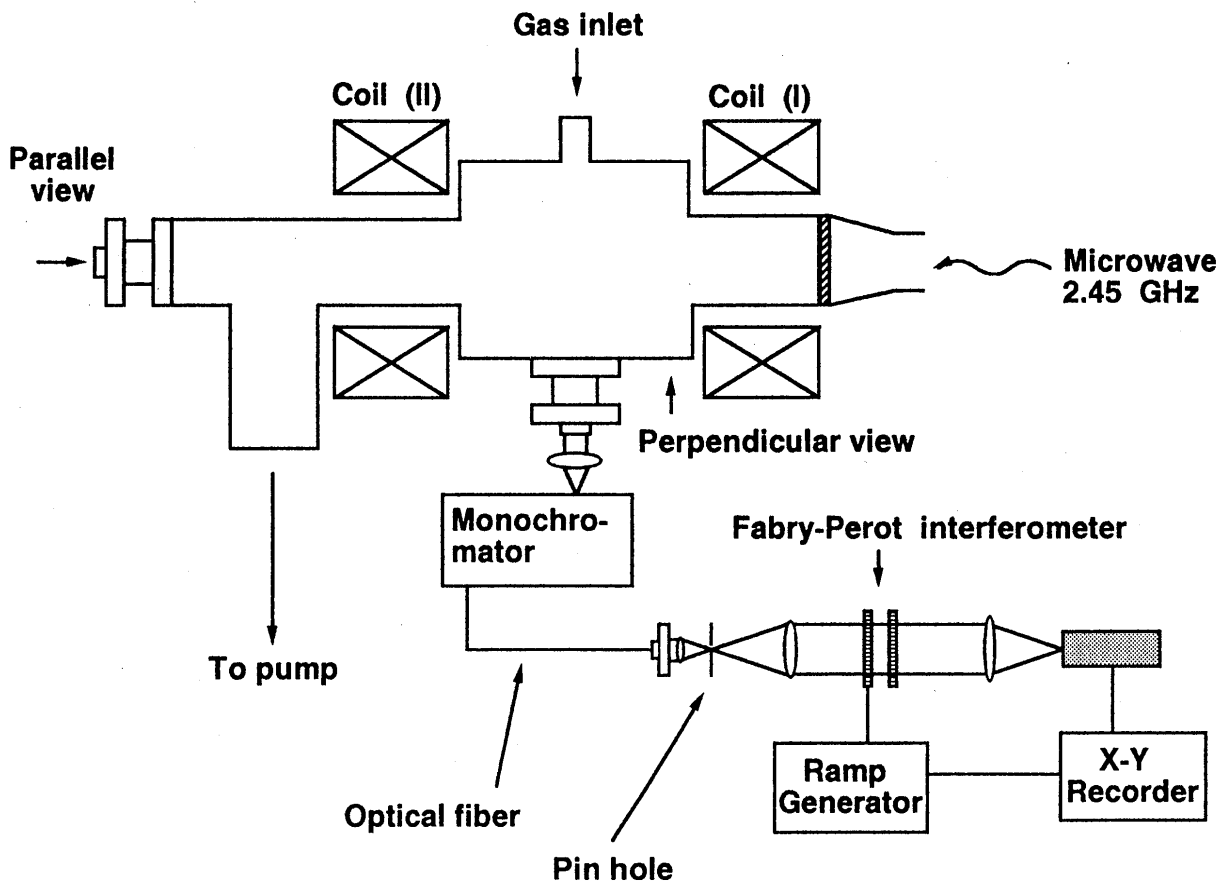 Gas inlet
Coil (II)
Coil (I)
Parallel
view
Microwave
2.45 GHz
Perpendicular view
Monochro-
mator
Fabry-Perot interferometer
To pump
Ramp
Generator
X-Y
Recorder
Optical fiber
Pin hole